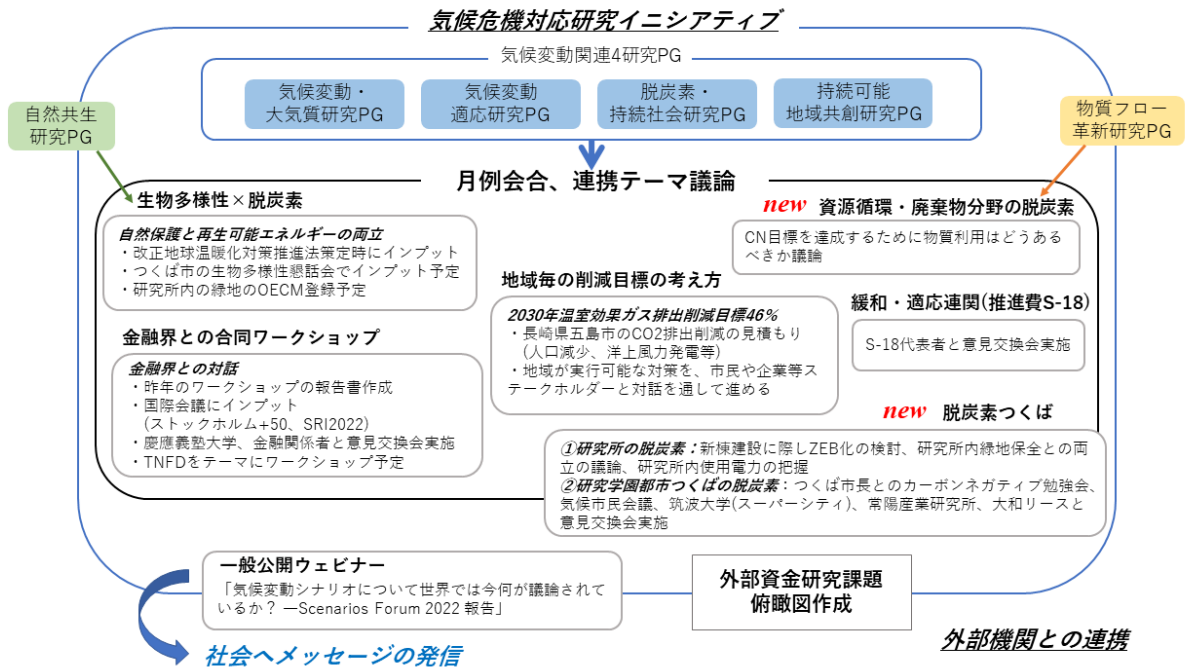 気候危機対応研究イニシアティブ
気候変動関連4研究PG
気候変動・
大気質研究PG
気候変動
適応研究PG
脱炭素・
持続社会研究PG
持続可能
地域共創研究PG
自然共生
研究PG
物質フロー
革新研究PG
月例会合、連携テーマ議論
生物多様性×脱炭素
自然保護と再生可能エネルギーの両立
・改正地球温暖化対策推進法策定時にインプット
・つくば市の生物多様性懇話会でインプット予定
・研究所内の緑地のOECM登録予定
金融界との合同ワークショップ
金融界との対話
・昨年のワークショップの報告書作成
・国際会議にインプット
(ストックホルム+50、SRI2022)
・慶應義塾大学、金融関係者と意見交換会実施
・TNFDをテーマにワークショップ予定
地域毎の削減目標の考え方
2030年温室効果ガス排出削減目標46%
・長崎県五島市のCO2排出削減の見積もり
(人口減少、洋上風力発電等)
・地域が実行可能な対策を、市民や企業等ス
テークホルダーと対話を通して進める
new 資源循環・廃棄物分野の脱炭素
CN目標を達成するために物質利用はどうある
べきか議論
緩和・適応連関(推進費S-18)
S-18代表者と意見交換会実施
new 脱炭素つくば
①研究所の脱炭素：新棟建設に際しZEB化の検討、研究所内緑地保全との両
立の議論、研究所内使用電力の把握
②研究学園都市つくばの脱炭素：つくば市長とのカーボンネガティブ勉強会、
気候市民会議、筑波大学(スーパーシティ)、常陽産業研究所、大和リースと
意見交換会実施
一般公開ウェビナー
「気候変動シナリオについて世界では今何が議論されて
いるか？ ―Scenarios Forum 2022 報告」
外部資金研究課題
俯瞰図作成
社会へメッセージの発信
外部機関との連携